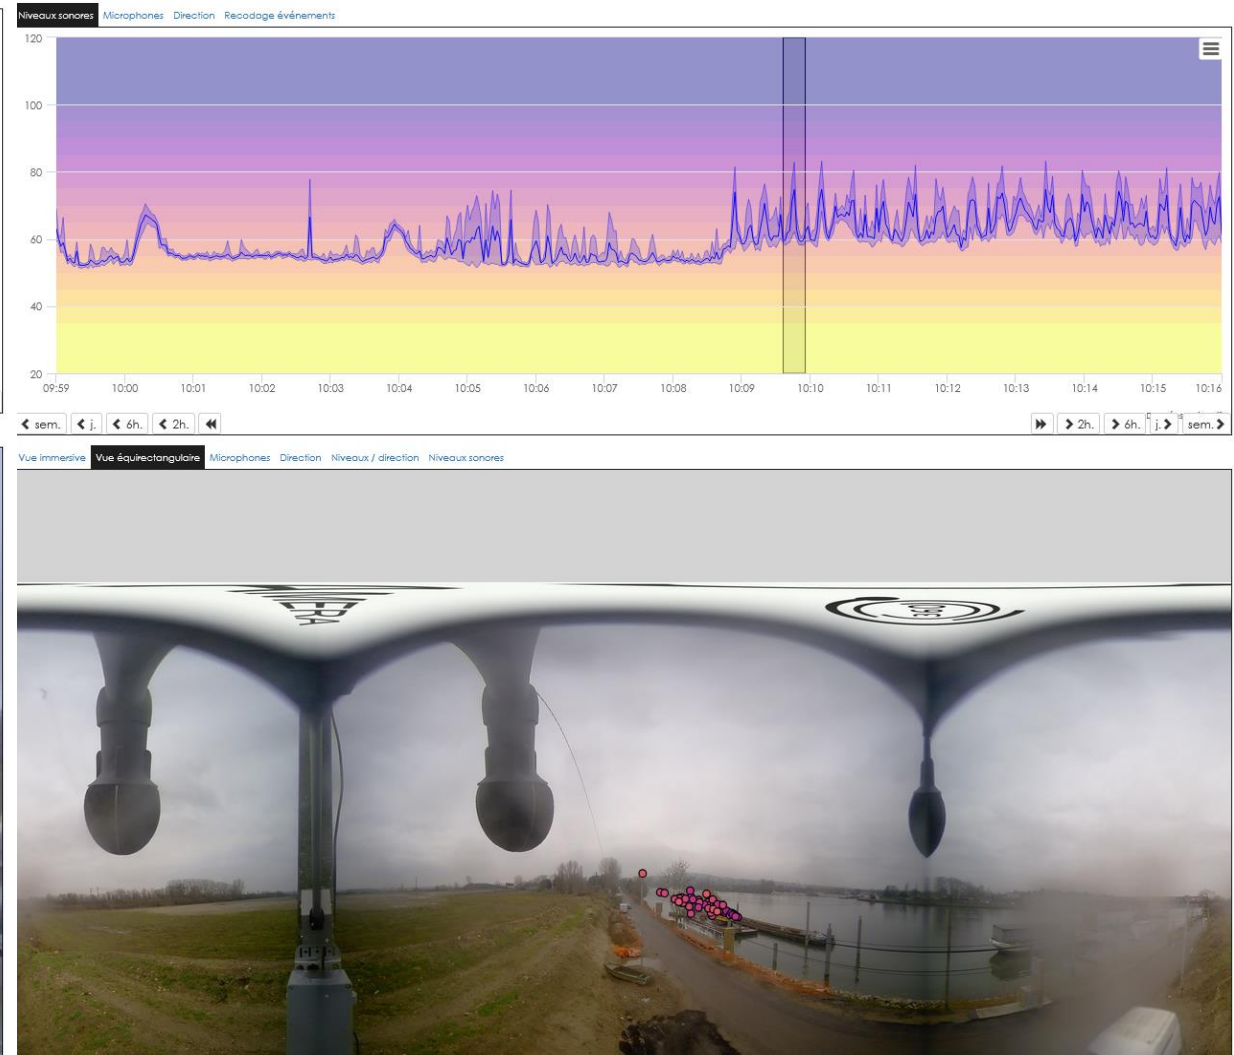 Niveaux sonores Microphones Direction Recodage événements
120
100
80
60
40
20
09:59 10:00 10:01 10:02 10:03 10:04 10:05 10:06 10:07 10:08 10:09 10:10 10:11 10:12 10:13 10:14 10:15 10:16
sem. j. 6h. 2h. 2h. 6h. j. sem.
Vue immersive Vue équirectangulaire Microphones Direction Niveaux / direction Niveaux sonores